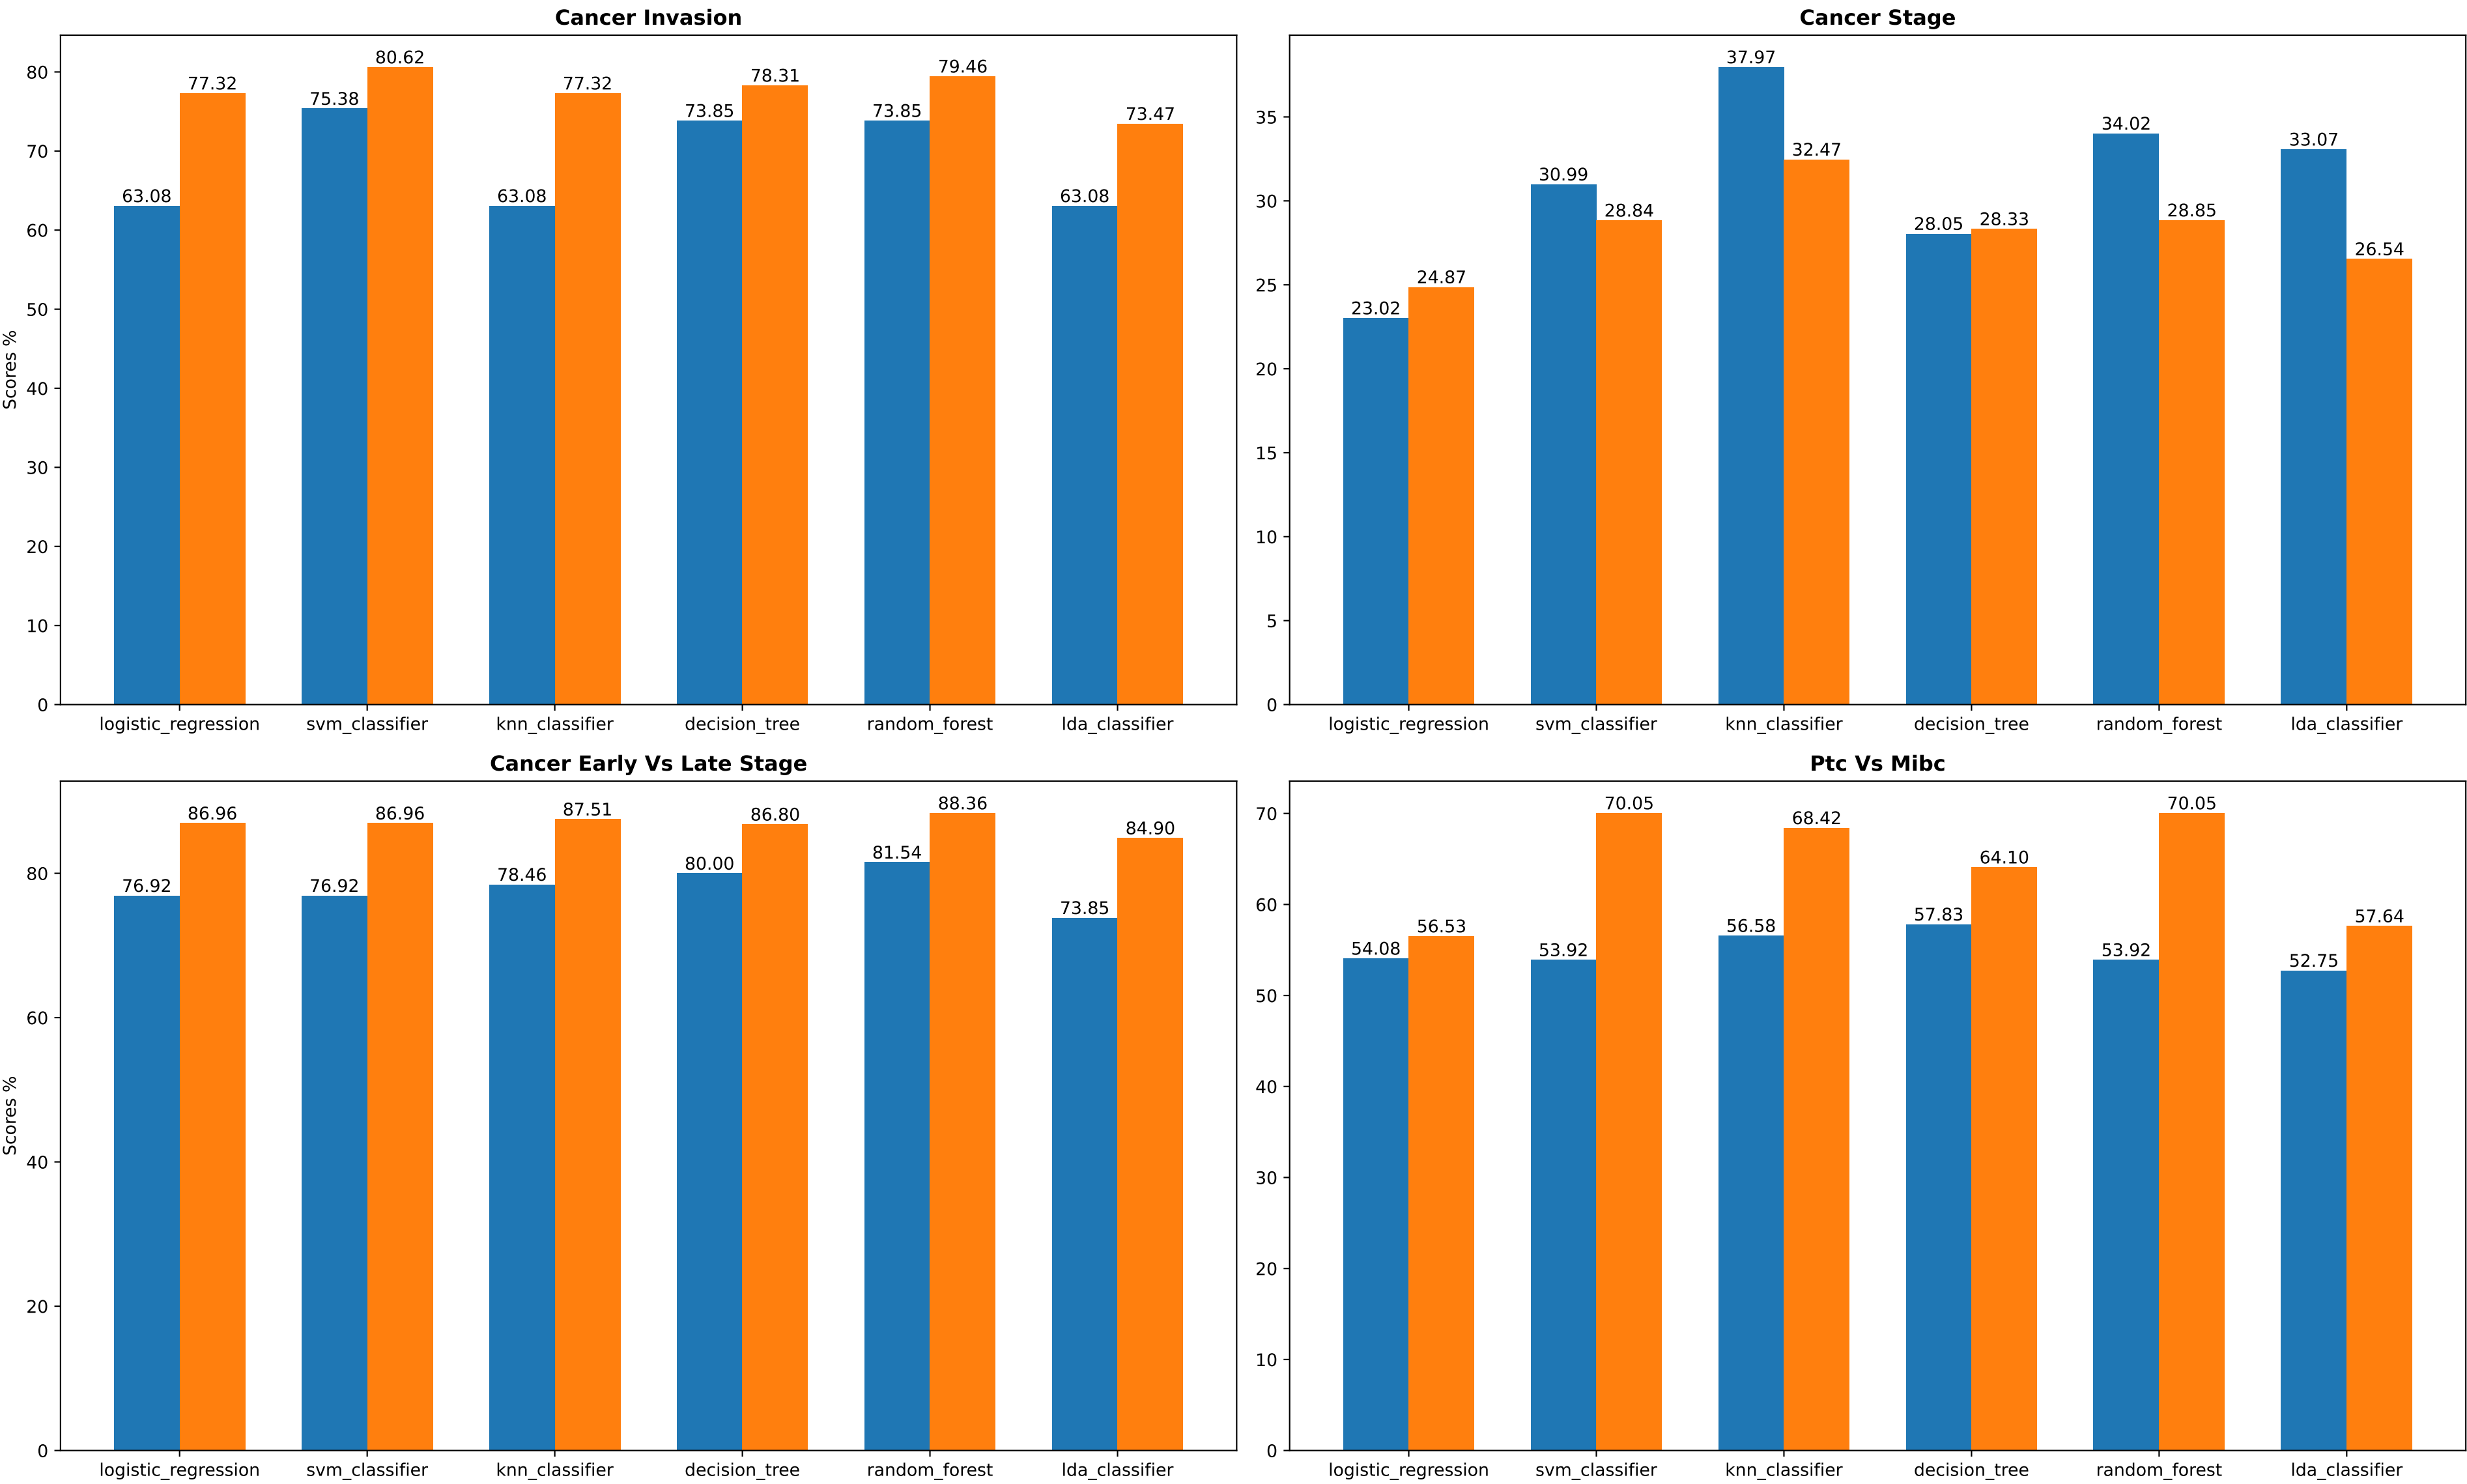 Cancer Invasion
Scores %
80
70
60
50
40
30
20
10
0
63.08 77.32 75.38 80.62 63.08 77.32 73.85 78.31 73.85 79.46 63.08 73.47
logistic_regression svm_classifier knn_classifier decision_tree random_forest lda_classifier
Cancer Stage
35
30
25
20
15
10
5
0
23.02 24.87 30.99 28.84 37.97 32.47 28.05 28.33 34.02 28.85 33.07 26.54
logistic_regression svm_classifier knn_classifier decision_tree random_forest lda_classifier
Cancer Early Vs Late Stage
Scores %
80
60
40
20
0
76.92 86.96 76.92 86.96 78.46 87.51 80.00 86.80 81.54 88.36 73.85 84.90
logistic_regression svm_classifier knn_classifier decision_tree random_forest lda_classifier
Ptc Vs Mibc
70
60
50
40
30
20
10
0
54.08 56.53 53.92 70.05 56.58 68.42 57.83 64.10 53.92 70.05 52.75 57.64
logistic_regression svm_classifier knn_classifier decision_tree random_forest lda_classifier